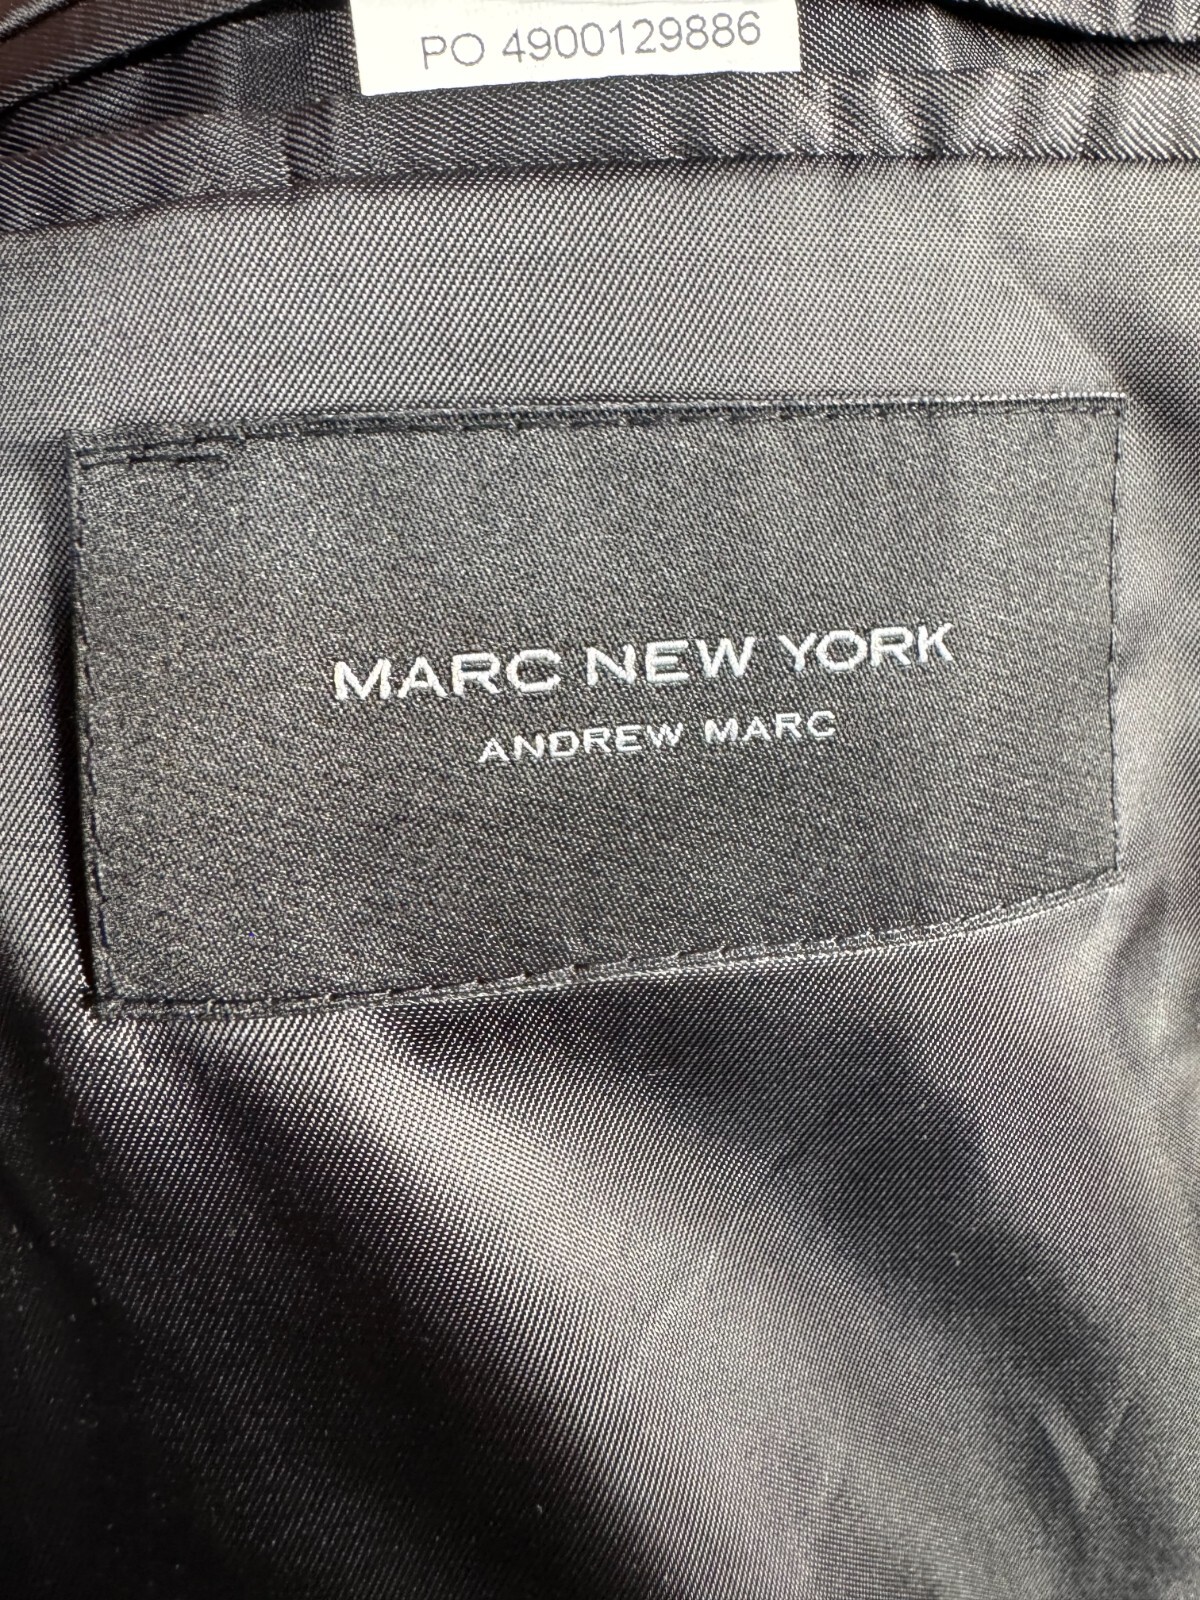 PO 4900129886
MARC NEW YORK
ANDREW MARC